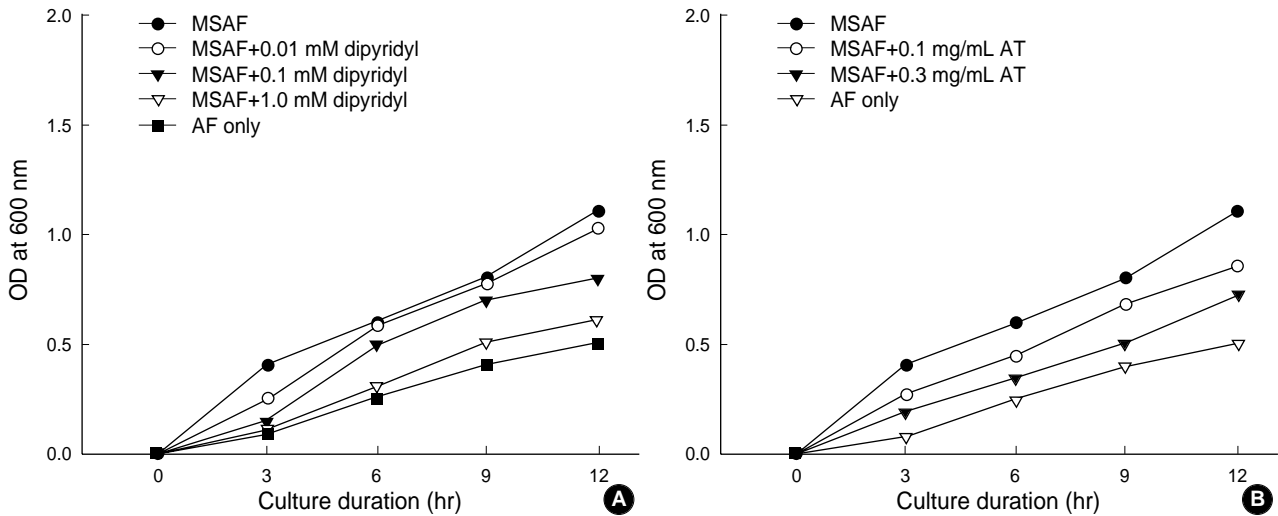 2.0
1.5
1.0
0.5
0.0
OD at 600 nm
MSAF
MSAF+0.01 mM dipyridyl
MSAF+0.1 mM dipyridyl
MSAF+1.0 mM dipyridyl
AF only
0 3 6 9 12
Culture duration (hr)
A
2.0
1.5
1.0
0.5
0.0
OD at 600 nm
MSAF
MSAF+0.1 mg/mL AT
MSAF+0.3 mg/mL AT
AF only
0 3 6 9 12
Culture duration (hr)
B